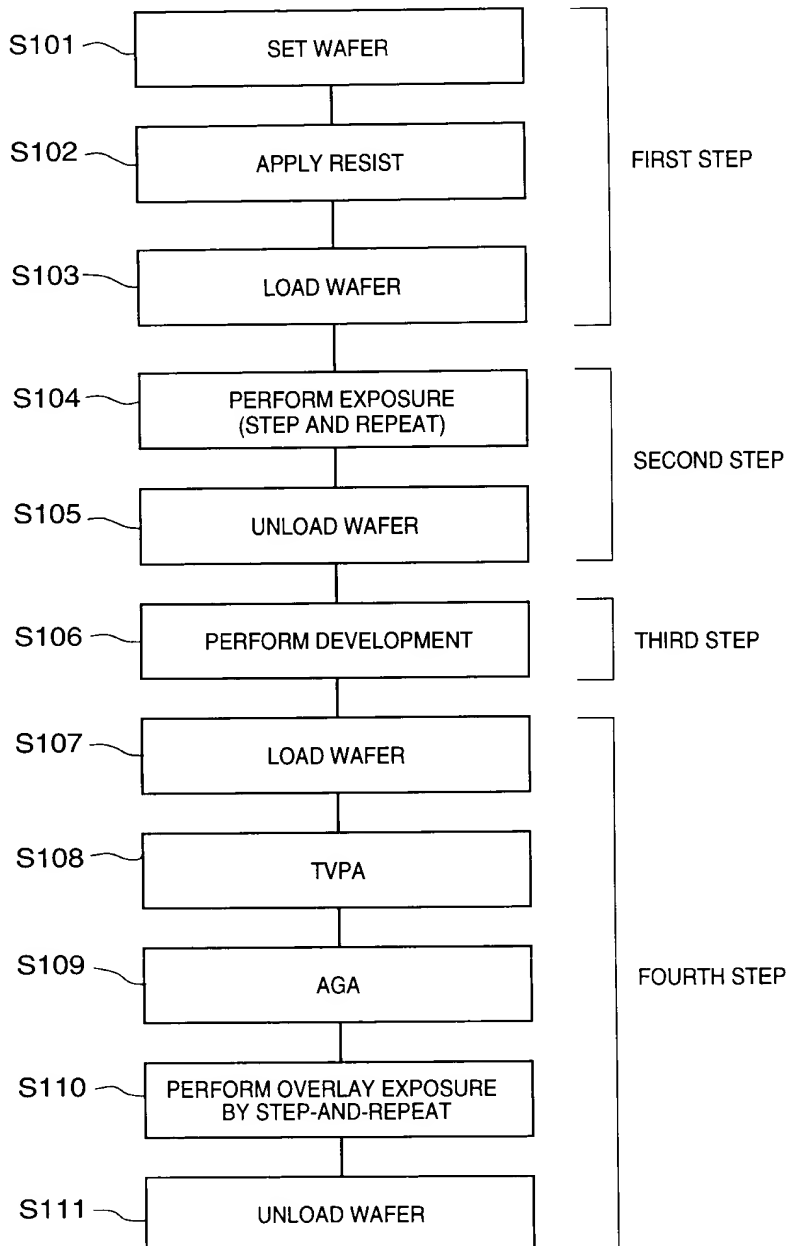 S101
SET WAFER
S102
APPLY RESIST
FIRST STEP
S103
LOAD WAFER
S104
PERFORM EXPOSURE
(STEP AND REPEAT)
SECOND STEP
S105
UNLOAD WAFER
S106
PERFORM DEVELOPMENT
THIRD STEP
S107
LOAD WAFER
S108
TVPA
S109
AGA
FOURTH STEP
S110
PERFORM OVERLAY EXPOSURE
BY STEP-AND-REPEAT
S111
UNLOAD WAFER